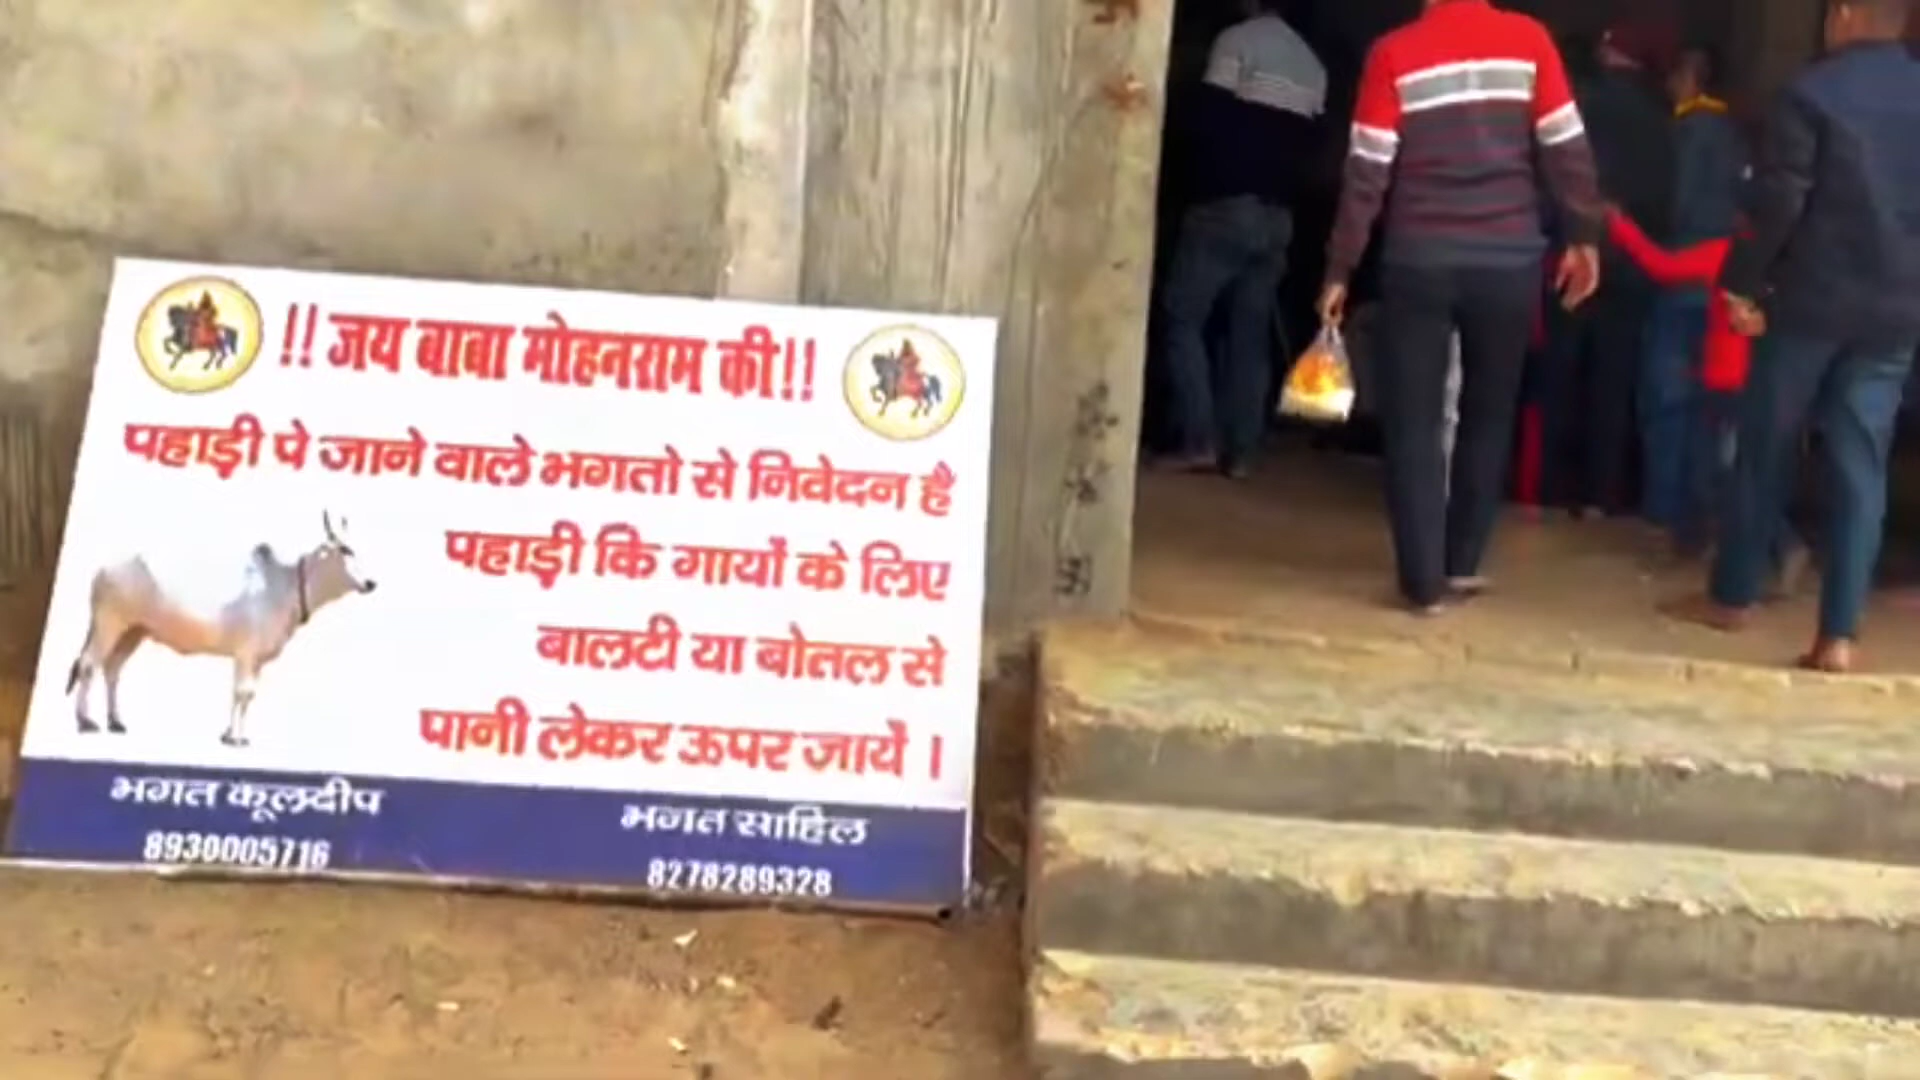 !! जय बाबा मोहनराम की!!
पहाड़ी पे जाने वाले भगतो से निवेदन है
पहाड़ी कि गायों के लिए
बालटी या बोतल से
पानी लेकर ऊपर जायें ।
भगत कूलदीप
8930005716
भगत साहिल
8278289328